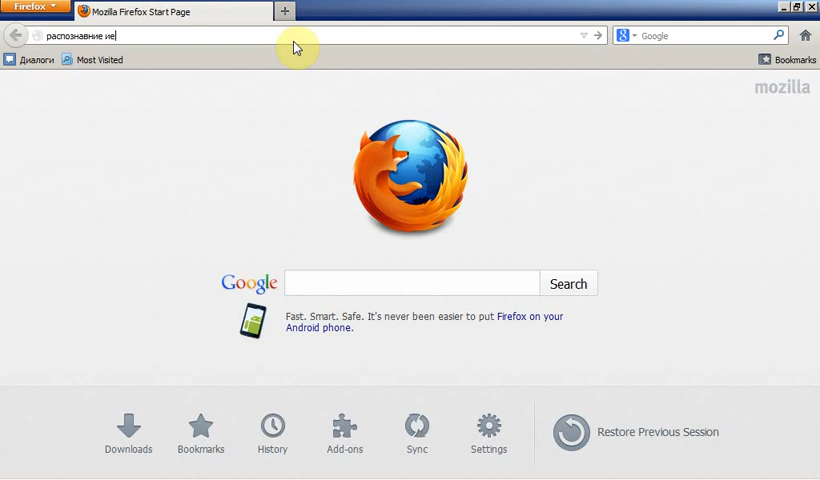 Firefox
Mozilla Firefox Start Page
распознавние ие
Google
Диалоги
Most Visited
Bookmarks
mozilla
Google
Search
Fast. Smart. Safe. It's never been easier to put Firefox on your
Android phone.
Downloads
Bookmarks
History
Add-ons
Sync
Settings
Restore Previous Session